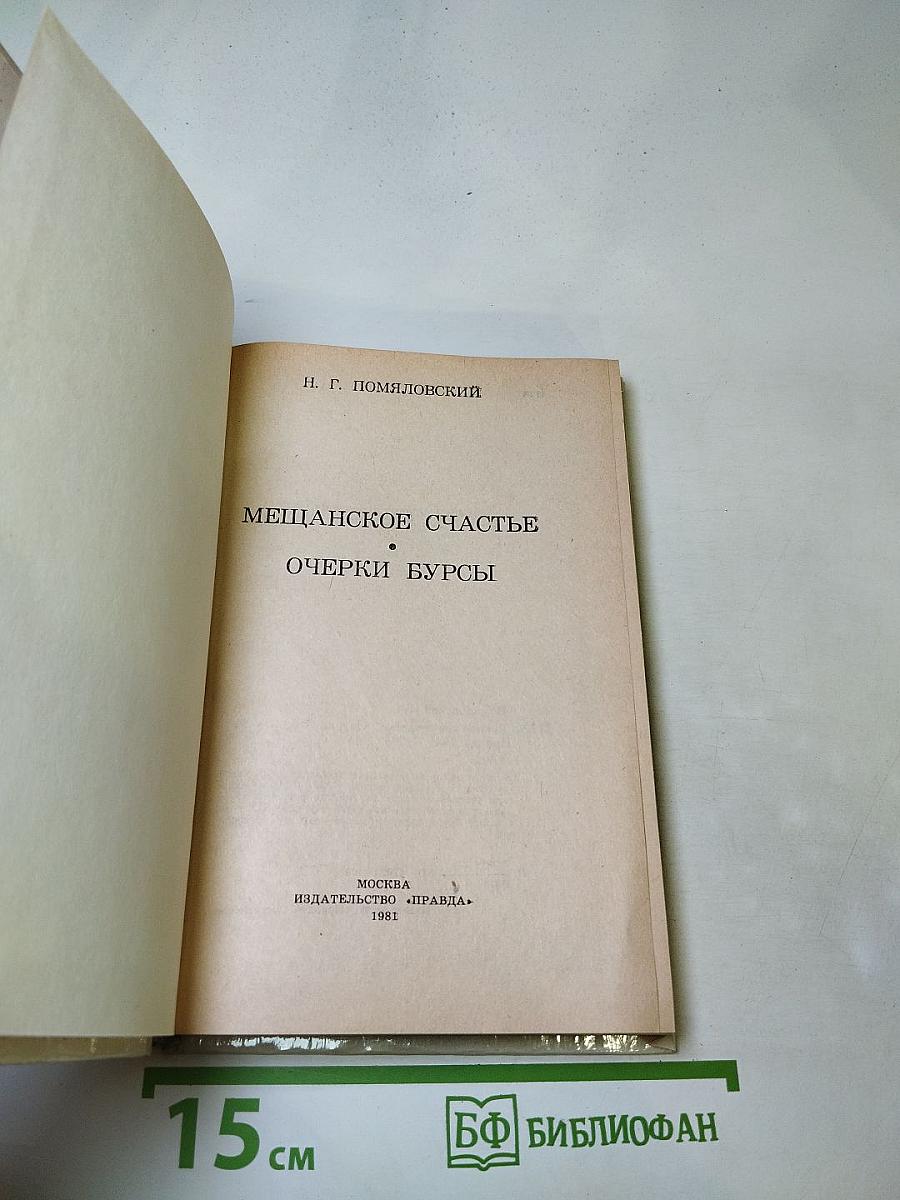 Н. Г. ПОМЯЛОВСКИЙ
МЕЩАНСКОЕ СЧАСТЬЕ
•
ОЧЕРКИ БУРСЫ
МОСКВА
ИЗДАТЕЛЬСТВО «ПРАВДА»
1981
15 см
БФ БИБЛИОФАН